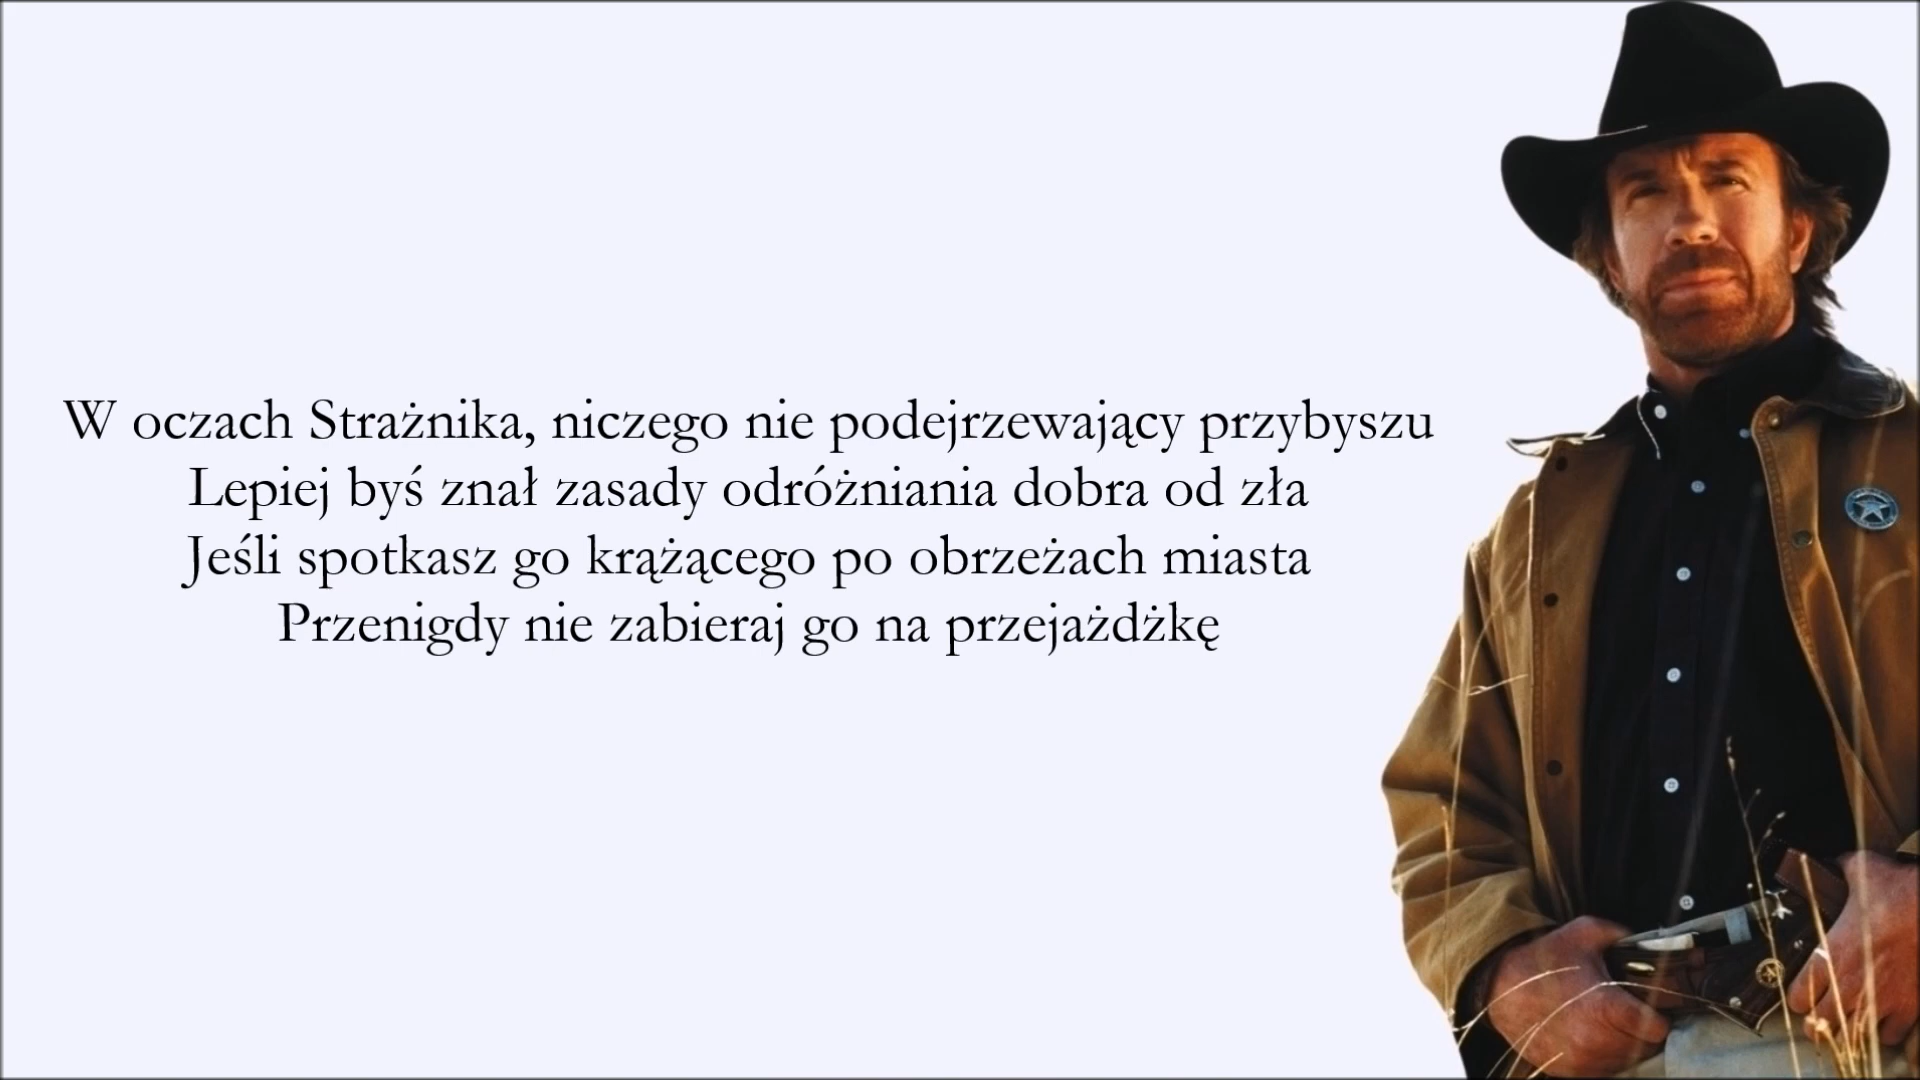 W oczach Strażnika, niczego nie podejrzewający przybyszu
Lepiej byś znał zasady odróżniania dobra od zła
Jeśli spotkasz go krążącego po obrzeżach miasta
Przenigdy nie zabieraj go na przejażdżkę